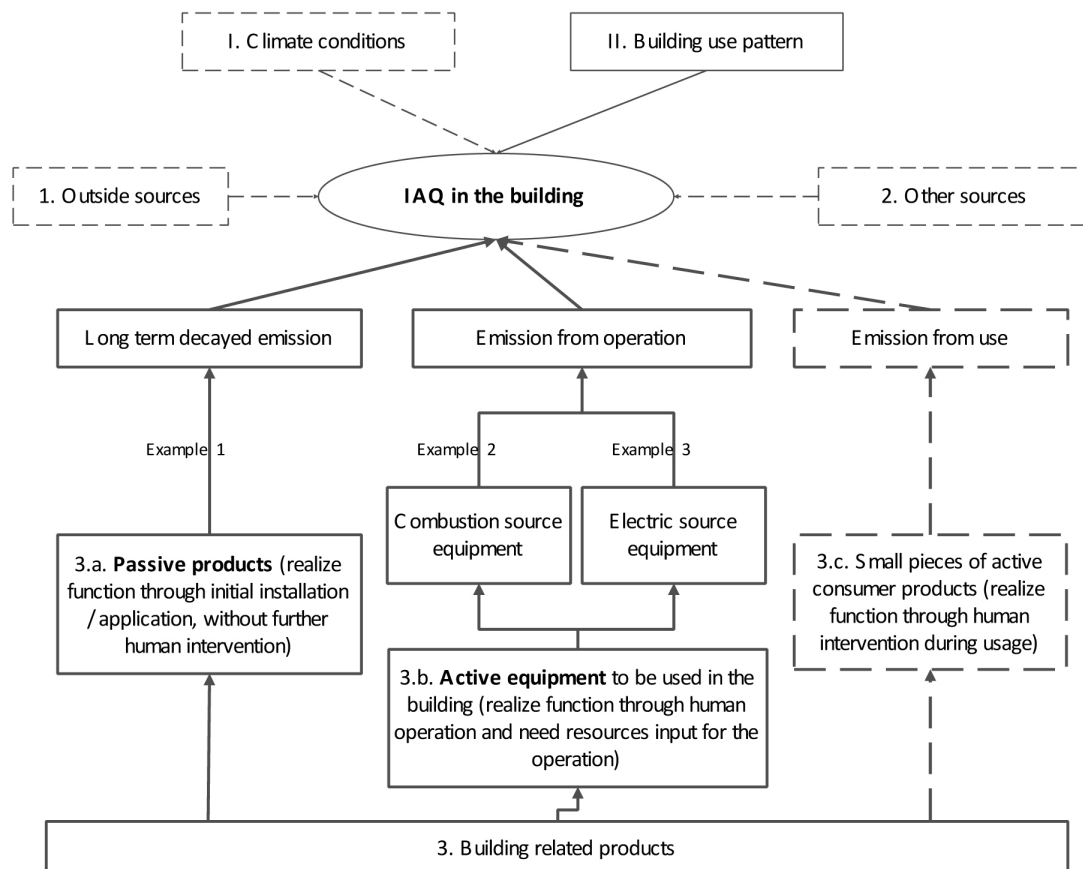 I. Climate conditions
II. Building use pattern
1. Outside sources
IAQ in the building
2. Other sources
Long term decayed emission
Emission from operation
Emission from use
Example 1
Example 2
Example 3
Combustion source
equipment
Electric source
equipment
3.a. Passive products (realize
function through initial installation
/application, without further
human intervention)
3.c. Small pieces of active
consumer products (realize
function through human
intervention during usage)
3.b. Active equipment to be used in the
building (realize function through human
operation and need resources input for the
operation)
3. Building related products